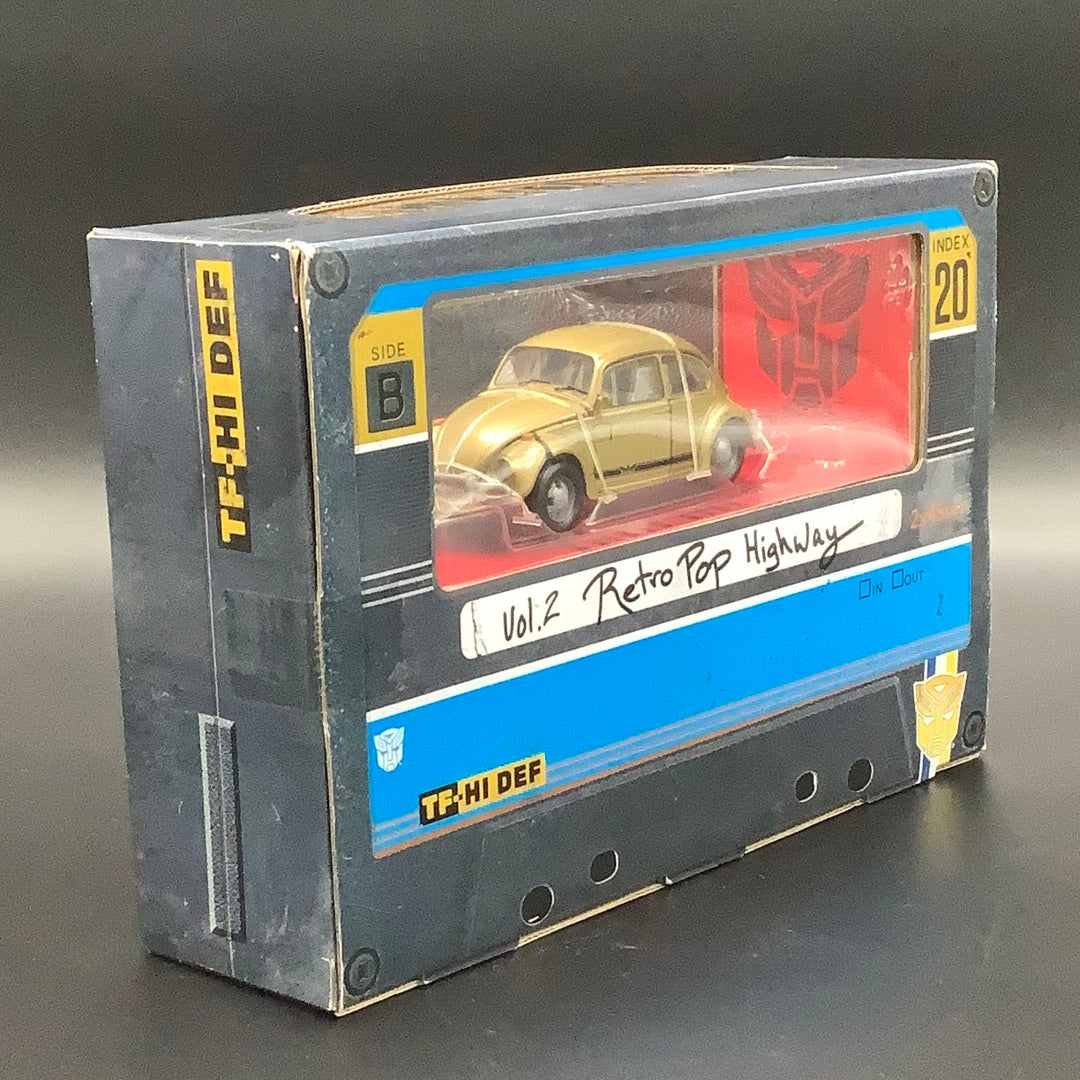 TF:HI DEF
SIDE
B
INDEX
20
Vol.2 Retro Pop Highway
IN OUT
TF:HI DEF